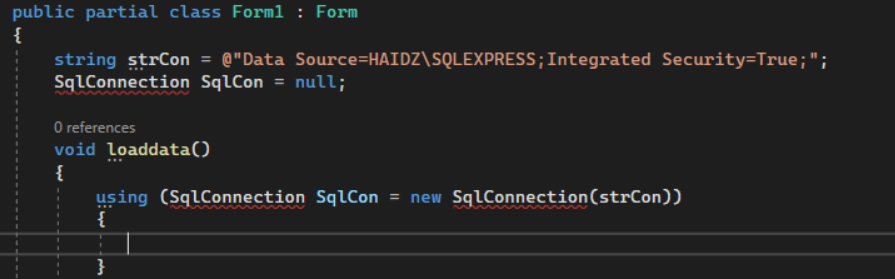 public partial class Form1 : Form
{
string strCon = @"Data Source=HAIDZ\SQLEXPRESS;Integrated Security=True;";
SqlConnection SqlCon = null;
0 references
void loaddata()
{
using (SqlConnection SqlCon = new SqlConnection(strCon))
{
}